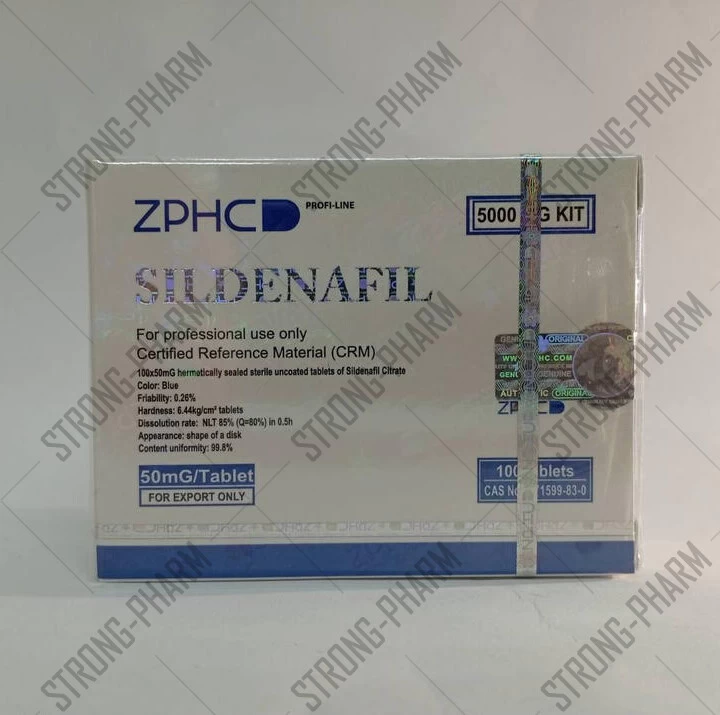 STRONG-PHARM
ZPHC PROFI-LINE
5000 KIT
SILDENAFIL
For professional use only
Certified Reference Material (CRM)
100x50mG hermetically sealed sterile uncoated tablets of Sildenafil Citrate
Color: Blue
Friability: 0.26%
Hardness: 6.44kg/cm² tablets
Dissolution rate: NLT 85% (Q=80%) in 0.5h
Appearance: shape of a disk
Content uniformity: 99.8%
ORIGINAL
GENUINE
ZPHC
50mG/Tablet
FOR EXPORT ONLY
100
CAS 1599-83-0